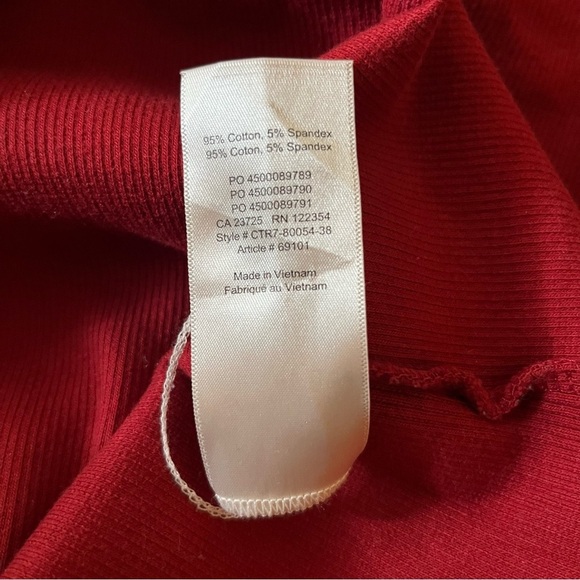 95% Cotton, 5% Spandex
95% Coton, 5% Spandex
PO 4500089789
PO 4500089790
PO 4500089791
CA 23725 RN 122354
Style # CTR7-80054-38
Article # 69101
Made in Vietnam
Fabriqué au Vietnam